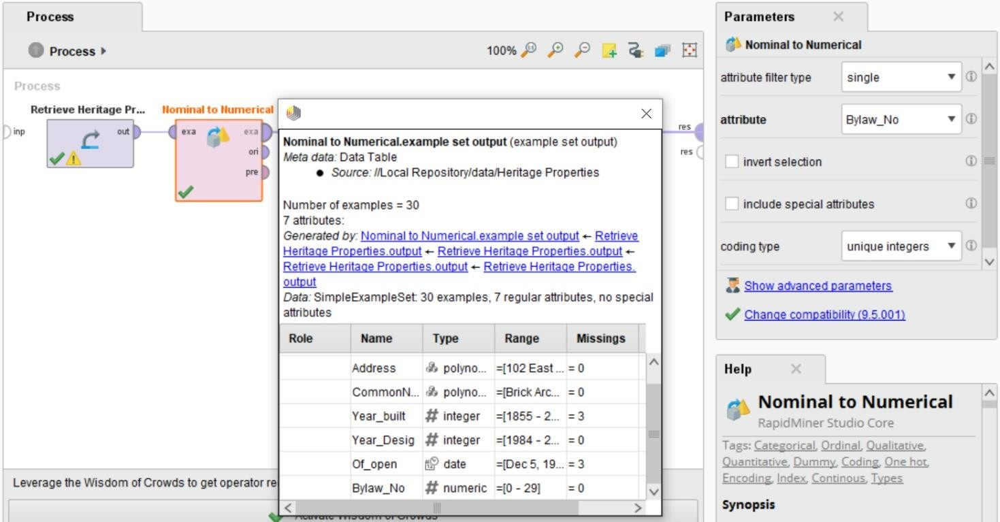 Process
Process
100%
Process
Retrieve Heritage Pr...
Nominal to Numerical
inp
out
exa
exa
ori
pre
res
res
Nominal to Numerical.example set output (example set output)
Meta data: Data Table
● Source: //Local Repository/data/Heritage Properties
Number of examples = 30
7 attributes:
Generated by: Nominal to Numerical.example set output ← Retrieve
Heritage Properties.output ← Retrieve Heritage Properties.output ←
Retrieve Heritage Properties.output ← Retrieve Heritage Properties.
output
Data: SimpleExampleSet: 30 examples, 7 regular attributes, no special
attributes
Role Name Type Range Missings
Address polyno... =[102 East ... = 0
CommonN... polyno... =[Brick Arc... = 0
Year_built # integer =[1855 - 2... = 3
Year_Desig # integer =[1984 - 2... = 0
Of_open date =[Dec 5, 19... = 3
Bylaw_No # numeric =[0 - 29] = 0
Leverage the Wisdom of Crowds to get operator re
Activate Wisdom of Crowds
Parameters
Nominal to Numerical
attribute filter type single
attribute Bylaw_No
invert selection
include special attributes
coding type unique integers
Show advanced parameters
Change compatibility (9.5.001)
Help
Nominal to Numerical
RapidMiner Studio Core
Tags: Categorical, Ordinal, Qualitative,
Quantitative, Dummy, Coding, One hot,
Encoding, Index, Continous, Types
Synopsis